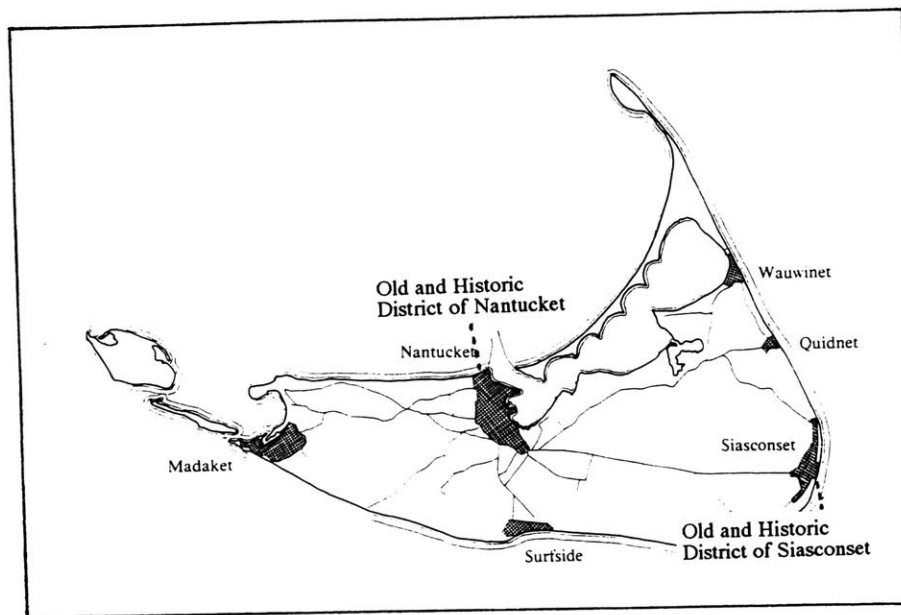 Wauwinet
Old and Historic
District of Nantucket
Nantucket
Quidnet
Siasconset
Madaket
Old and Historic
District of Siasconset
Surfside